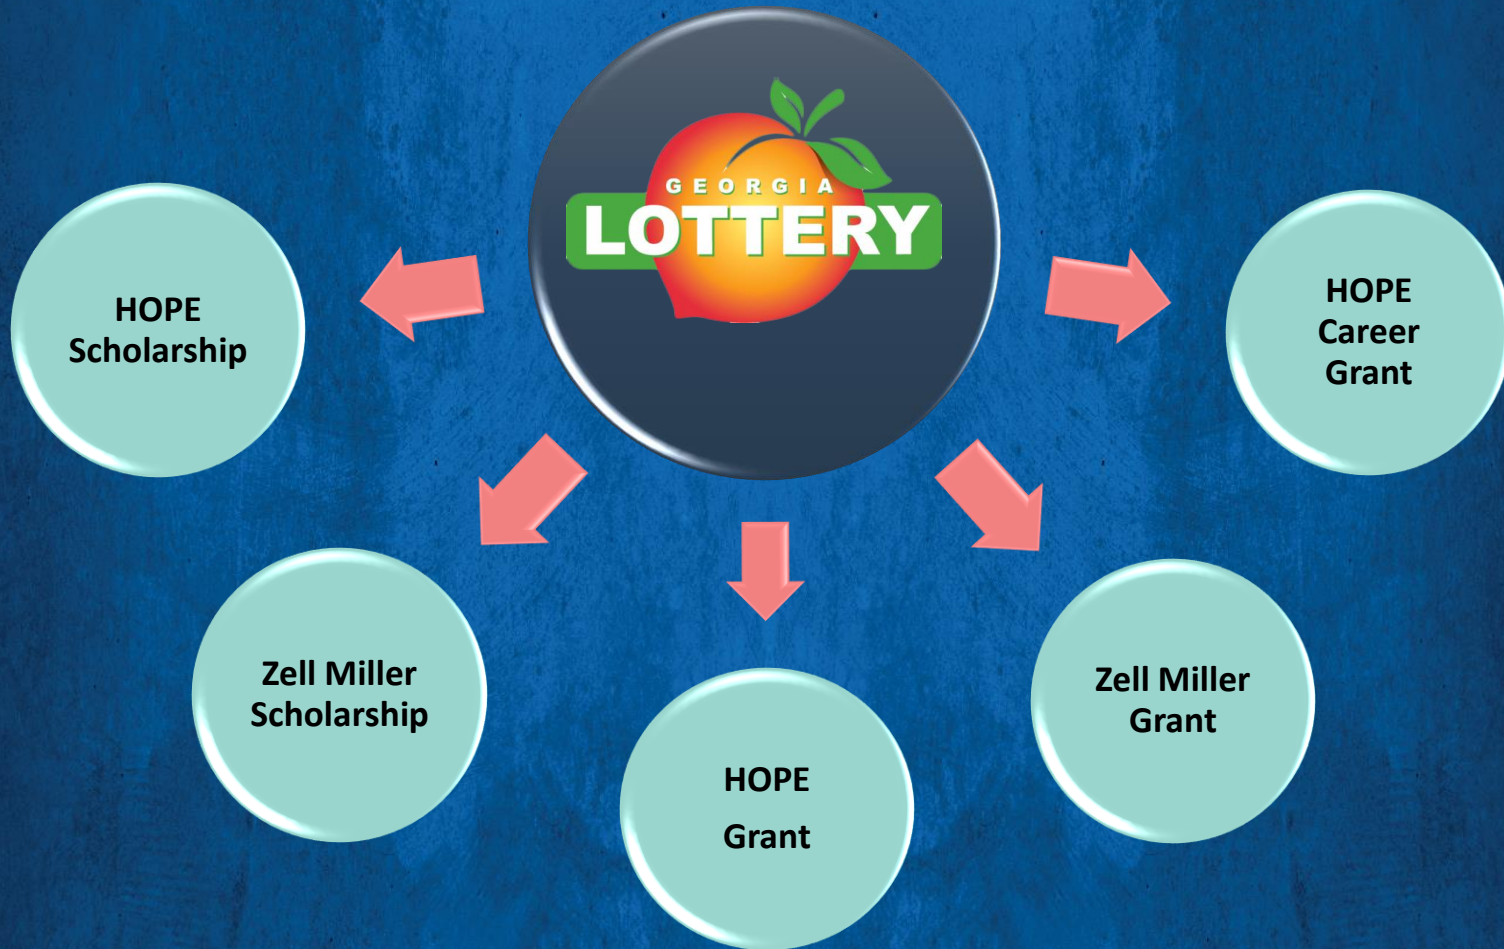 GEORGIA
LOTTERY
HOPE
Scholarship
Zell Miller
Scholarship
HOPE
Grant
Zell Miller
Grant
HOPE
Career
Grant